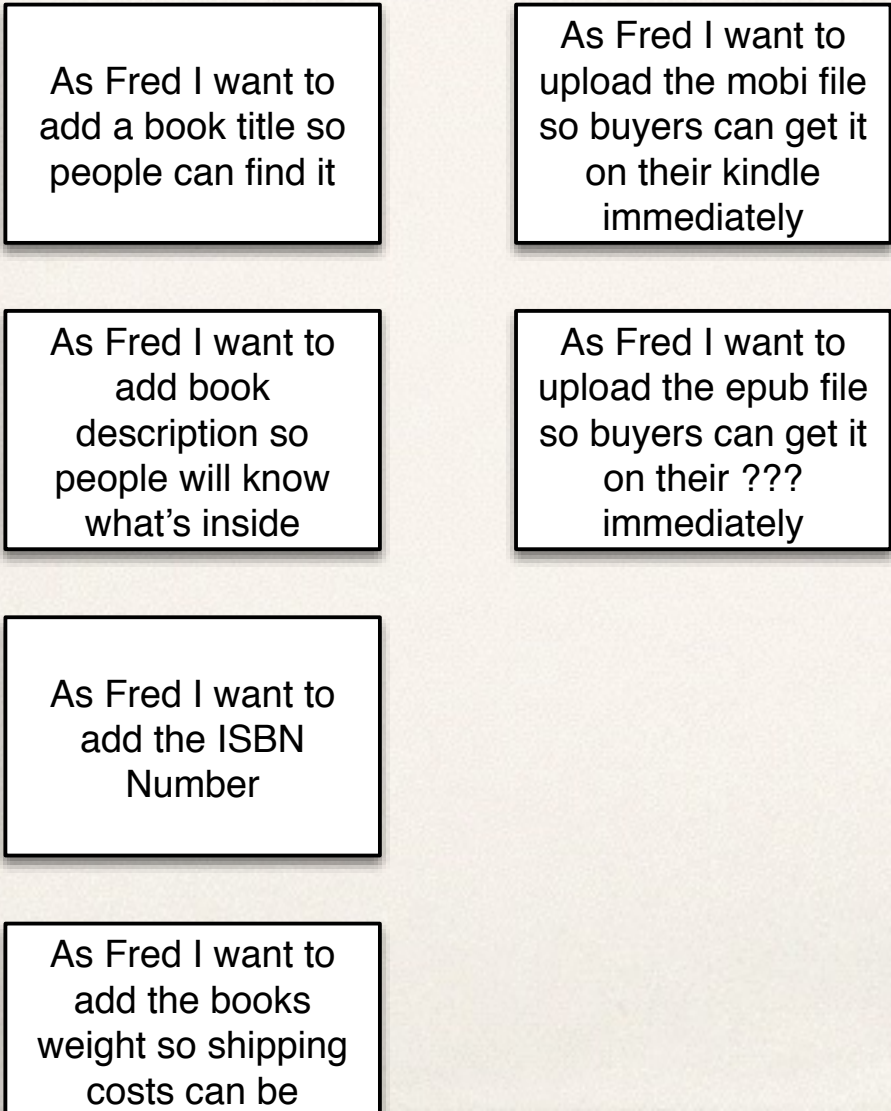 As Fred I want to
add a book title so
people can find it
As Fred I want to
add book
description so
people will know
what’s inside
As Fred I want to
add the ISBN
Number
As Fred I want to
add the books
weight so shipping
costs can be
As Fred I want to
upload the mobi file
so buyers can get it
on their kindle
immediately
As Fred I want to
upload the epub file
so buyers can get it
on their ???
immediately